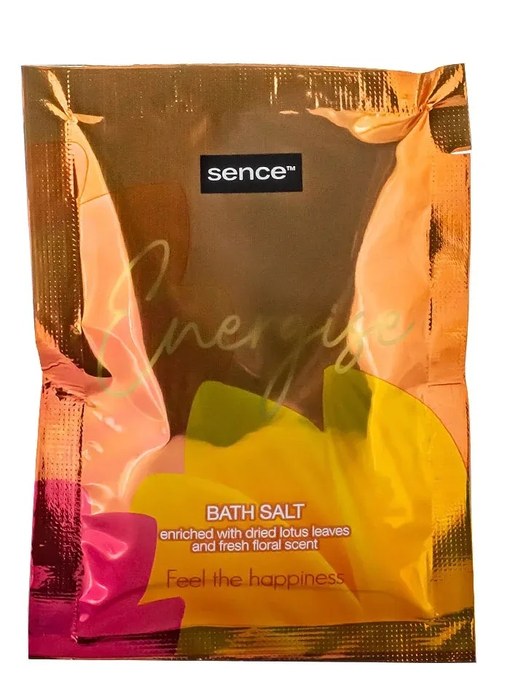 sence™
Energise
BATH SALT
enriched with dried lotus leaves
and fresh floral scent
Feel the happiness